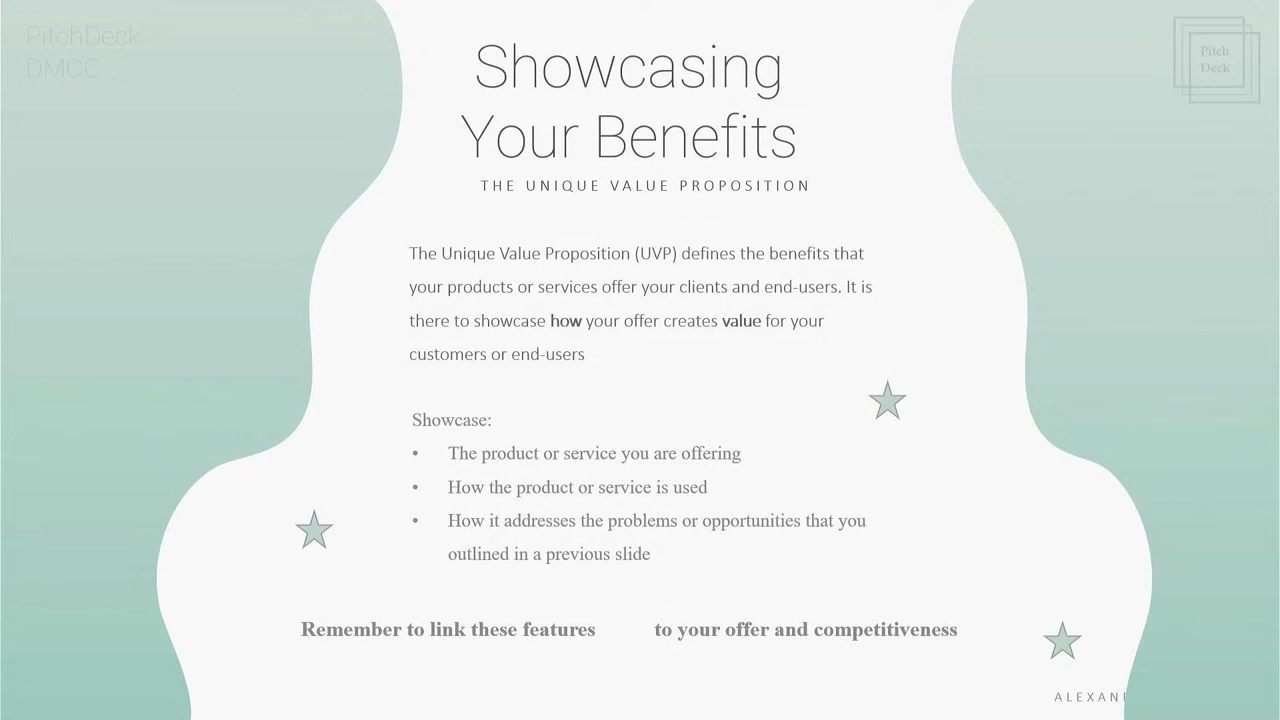 PitchDeck
DMCC
Pitch
Deck
Showcasing
Your Benefits
THE UNIQUE VALUE PROPOSITION
The Unique Value Proposition (UVP) defines the benefits that
your products or services offer your clients and end-users. It is
there to showcase how your offer creates value for your
customers or end-users
Showcase:
• The product or service you are offering
• How the product or service is used
• How it addresses the problems or opportunities that you
outlined in a previous slide
Remember to link these features to your offer and competitiveness